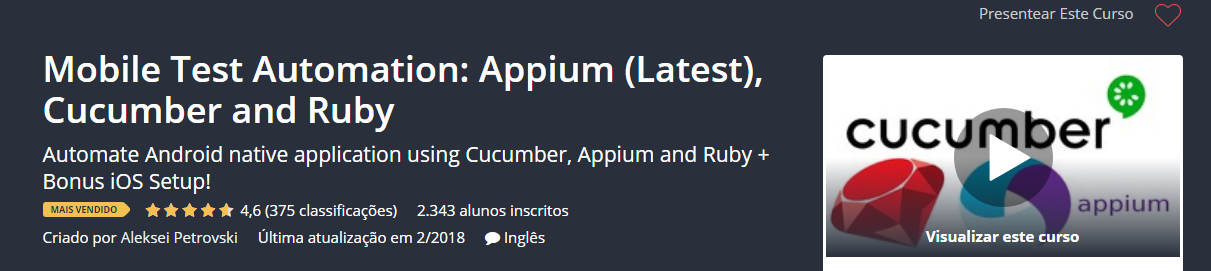 Presentear Este Curso
Mobile Test Automation: Appium (Latest),
Cucumber and Ruby
Automate Android native application using Cucumber, Appium and Ruby +
Bonus iOS Setup!
MAIS VENDIDO 4,6 (375 classificações) 2.343 alunos inscritos
Criado por Aleksei Petrovski Última atualização em 2/2018 Inglês
cucumber
appium
Visualizar este curso